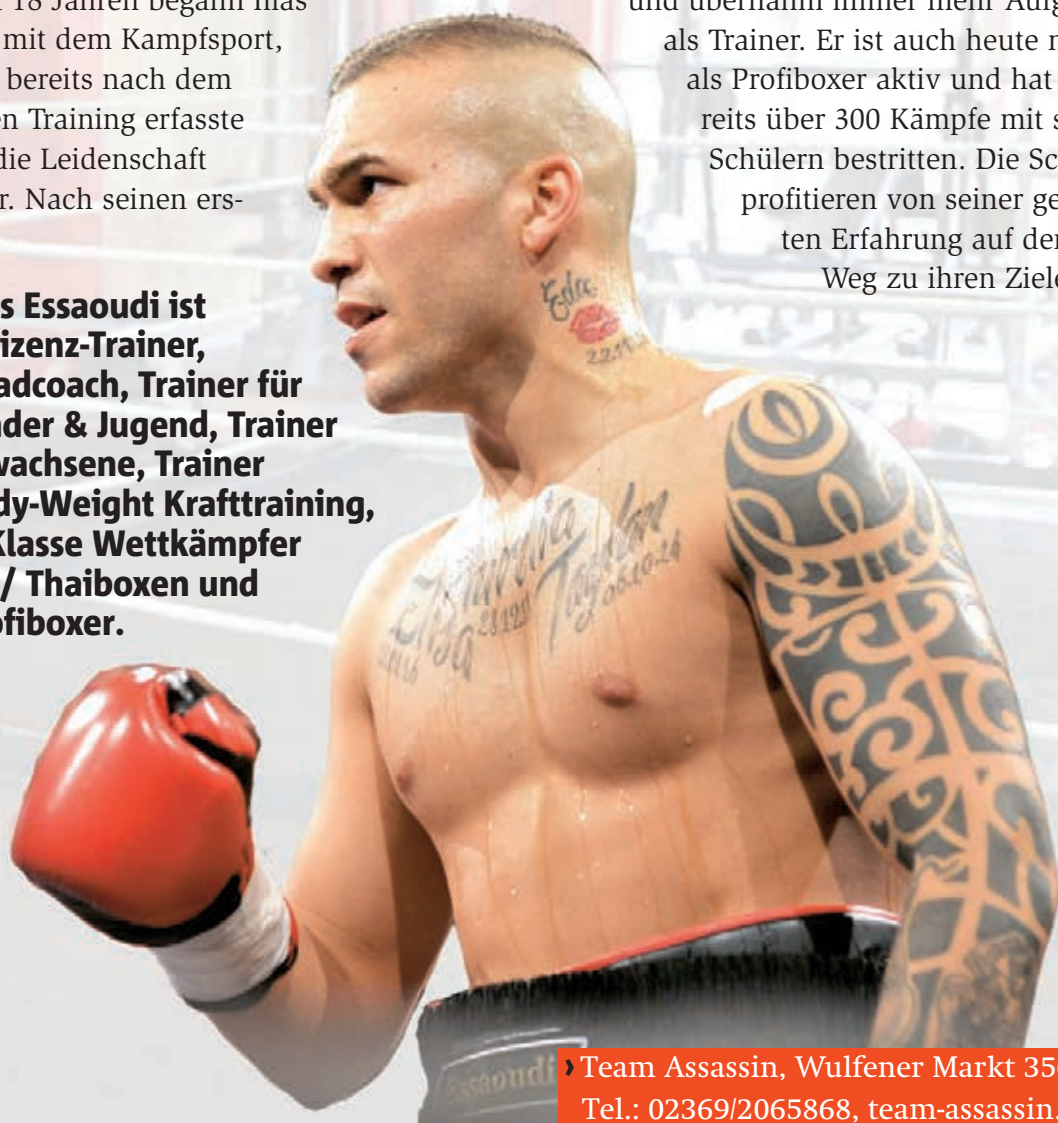 18 Jahren begann Ilias
mit dem Kampfsport,
bereits nach dem
en Training erfasste
die Leidenschaft
r. Nach seinen ers-
s Essaoudi ist
izenz-Trainer,
adcoach, Trainer für
der & Jugend, Trainer
wachsene, Trainer
dy-Weight Krafttraining,
Klasse Wettkämpfer
/ Thaiboxen und
ofiboxer.
und übernahm immer mehr Aufg
als Trainer. Er ist auch heute n
als Profiboxer aktiv und hat
reits über 300 Kämpfe mit s
Schülern bestritten. Die Sc
profitieren von seiner ge
ten Erfahrung auf der
Weg zu ihren Ziele
Essaoudi
› Team Assassin, Wulfener Markt 35
Tel.: 02369/2065868, team-assassin.